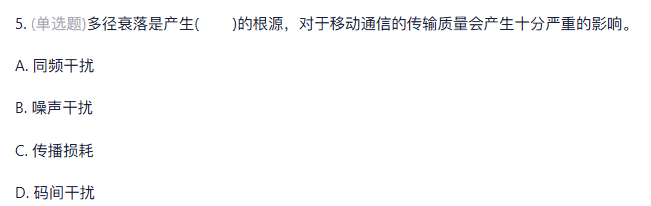 5. (单选题)多径衰落是产生(      )的根源，对于移动通信的传输质量会产生十分严重的影响。
A. 同频干扰
B. 噪声干扰
C. 传播损耗
D. 码间干扰